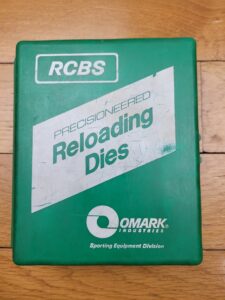 RCBS
PRECISIONEERED
Reloading
Dies
OMARK®
INDUSTRIES
Sporting Equipment Division